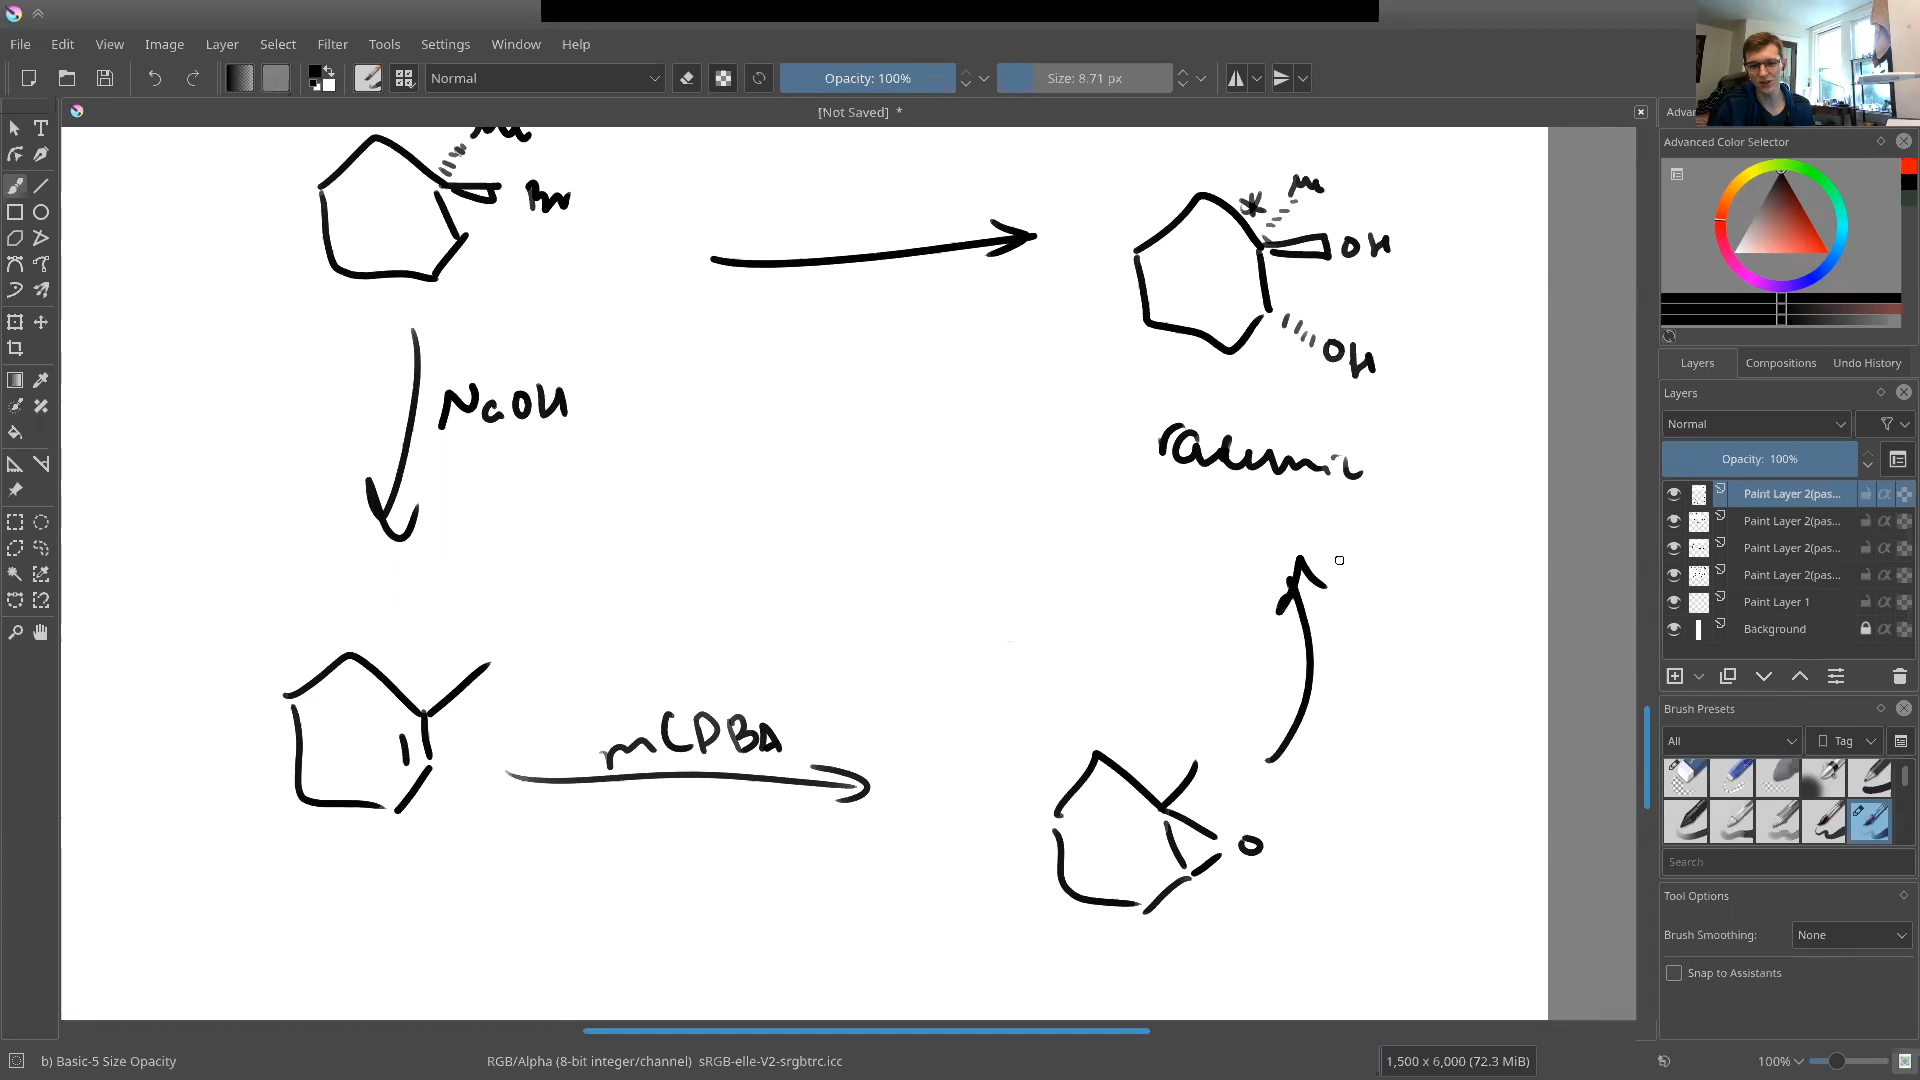 File Edit View Image Layer Select Filter Tools Settings Window Help
Normal
Opacity: 100%
Size: 8.71 px
[Not Saved] *
Me
Br
Me
*
OH
OH
NaOH
racemic
mCPBA
O
Advanced Color Selector
Layers Compositions Undo History
Layers
Normal
Opacity: 100%
Paint Layer 2(pas...
Paint Layer 2(pas...
Paint Layer 2(pas...
Paint Layer 2(pas...
Paint Layer 1
Background
Brush Presets
All
Tag
Search
Tool Options
Brush Smoothing: None
Snap to Assistants
b) Basic-5 Size Opacity
RGB/Alpha (8-bit integer/channel) sRGB-elle-V2-srgbtrc.icc
1,500 x 6,000 (72.3 MiB)
100%